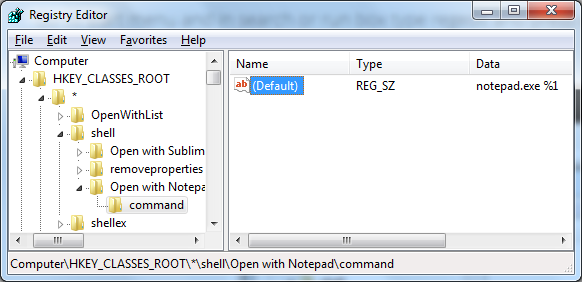 Registry Editor
File Edit View Favorites Help
Computer
HKEY_CLASSES_ROOT
*
OpenWithList
shell
Open with Sublim
removeproperties
Open with Notepa
command
shellex
Name Type Data
ab (Default) REG_SZ notepad.exe %1
Computer\HKEY_CLASSES_ROOT\*\shell\Open with Notepad\command